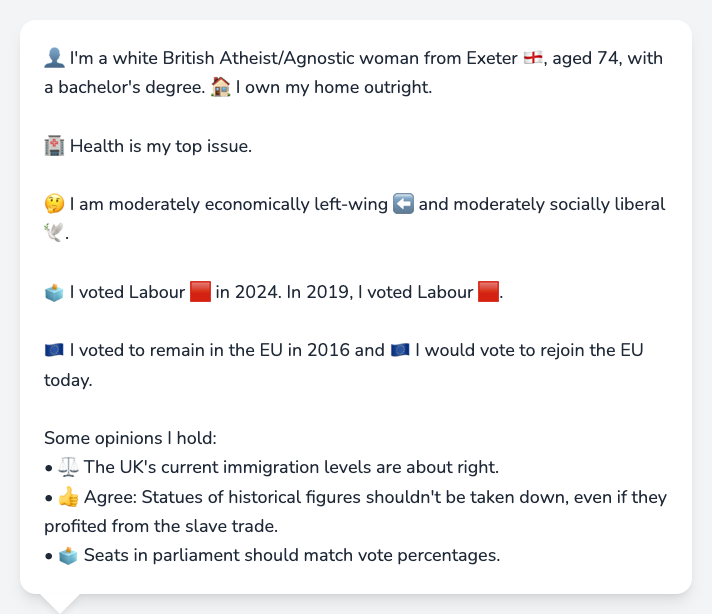 👤 I'm a white British Atheist/Agnostic woman from Exeter 🏴󠁧󠁢󠁥󠁮󠁧󠁿, aged 74, with
a bachelor's degree. 🏠 I own my home outright.
🏥 Health is my top issue.
🤔 I am moderately economically left-wing ⬅️ and moderately socially liberal
🕊️.
🗳️ I voted Labour 🟥 in 2024. In 2019, I voted Labour 🟥.
🇪🇺 I voted to remain in the EU in 2016 and 🇪🇺 I would vote to rejoin the EU
today.
Some opinions I hold:
• ⚖️ The UK's current immigration levels are about right.
• 👍 Agree: Statues of historical figures shouldn't be taken down, even if they
profited from the slave trade.
• 🗳️ Seats in parliament should match vote percentages.